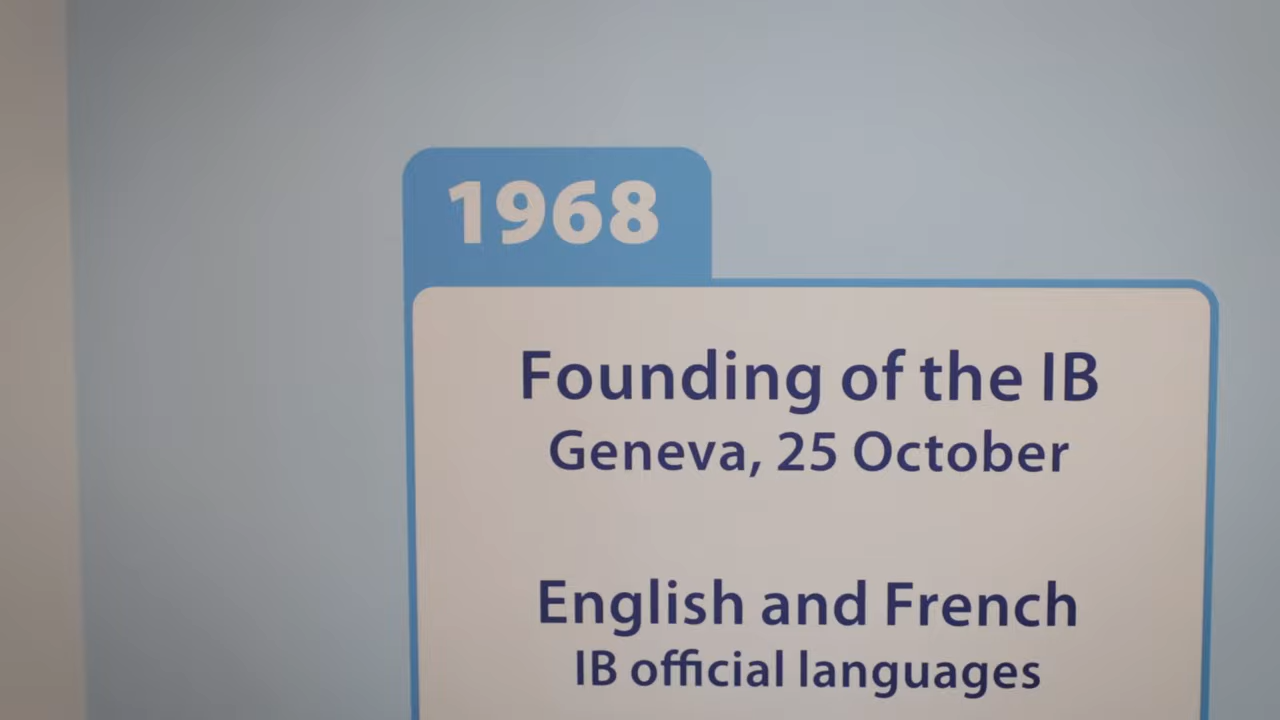 1968
Founding of the IB
Geneva, 25 October
English and French
IB official languages